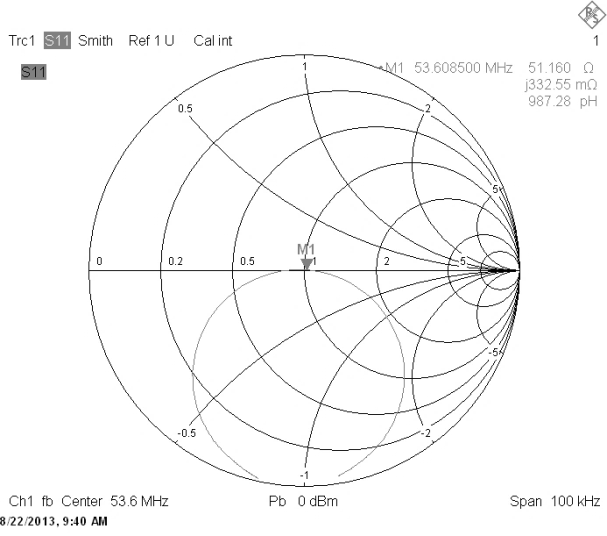 R&S
Trc1 S11 Smith Ref 1 U Cal int
1
S11
•M1 53.608500 MHz 51.160 Ω
j332.55 mΩ
987.28 pH
1
0.5
2
5
M1
0
0.2
0.5
1
2
5
-5
-0.5
-2
-1
Ch1 fb Center 53.6 MHz Pb 0 dBm Span 100 kHz
8/22/2013, 9:40 AM